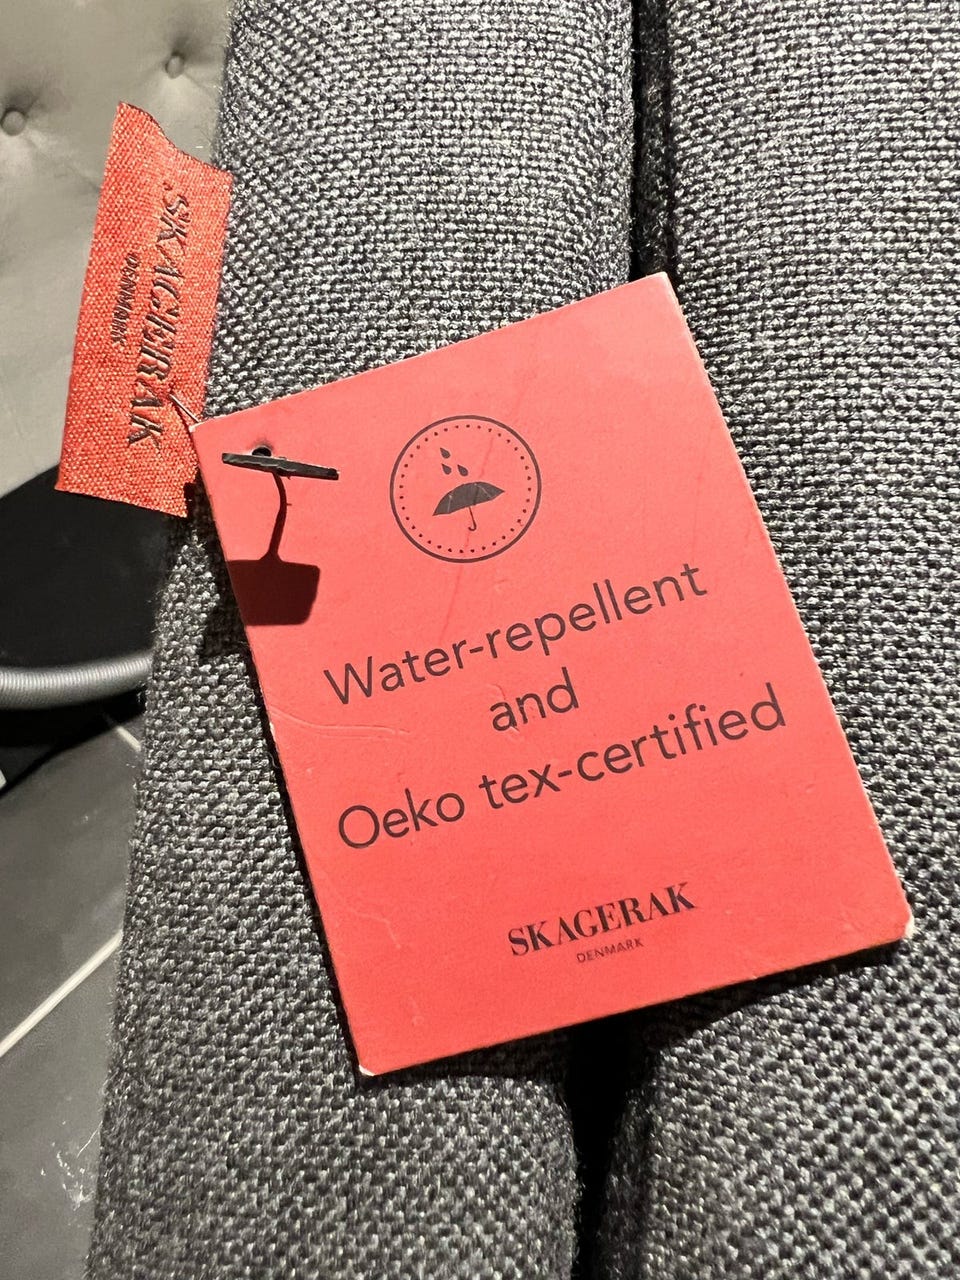 SKAGERAK
DENMARK
Water-repellent
and
Oeko tex-certified
SKAGERAK
DENMARK